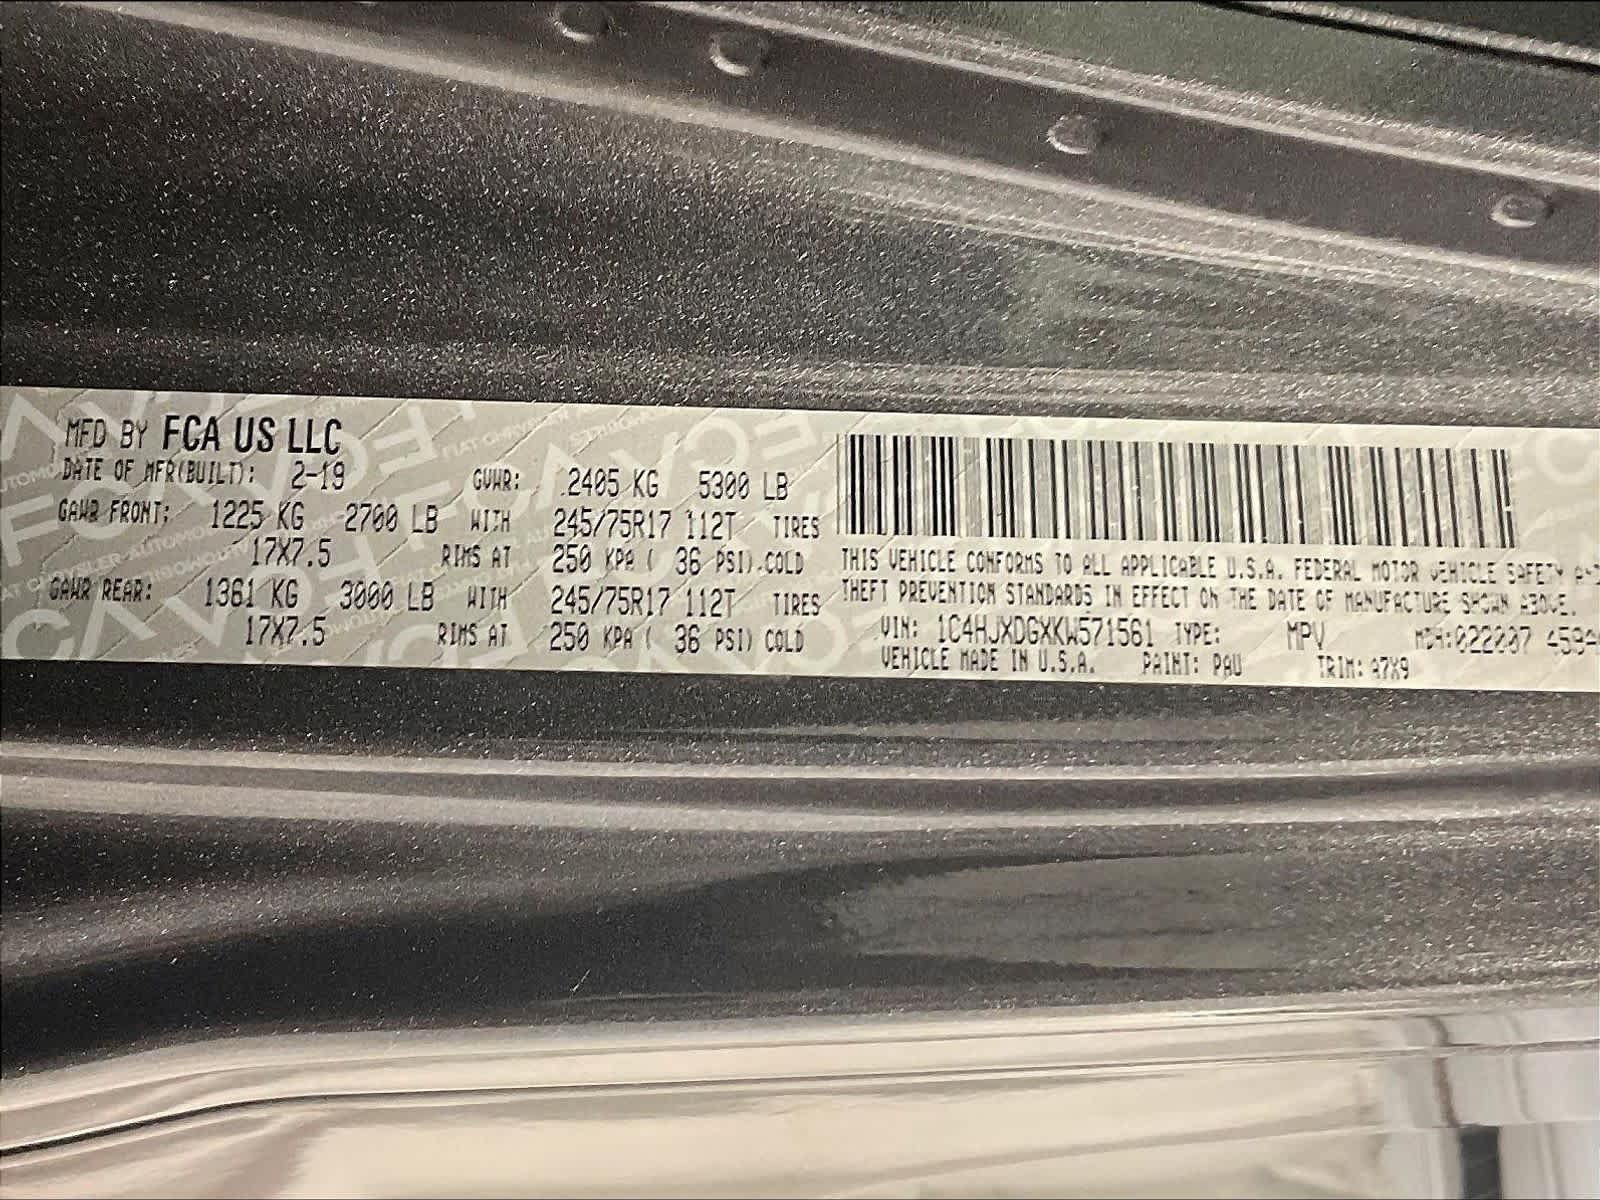 MFD BY FCA US LLC
DATE OF MFR(BUILT): 2-19 GVWR: 2405 KG 5300 LB
GAWR FRONT: 1225 KG 2700 LB WITH 245/75R17 112T TIRES
17X7.5 RIMS AT 250 KPA ( 36 PSI) COLD
GAWR REAR: 1361 KG 3000 LB WITH 245/75R17 112T TIRES
17X7.5 RIMS AT 250 KPA ( 36 PSI) COLD
THIS VEHICLE CONFORMS TO ALL APPLICABLE U.S.A. FEDERAL MOTOR VEHICLE SAFETY AND
THEFT PREVENTION STANDARDS IN EFFECT ON THE DATE OF MANUFACTURE SHOWN ABOVE.
VIN: 1C4HJXDGXKW571561 TYPE: MPV MDH:022007 4594
VEHICLE MADE IN U.S.A. PAINT: PAU TRIM: A7X9